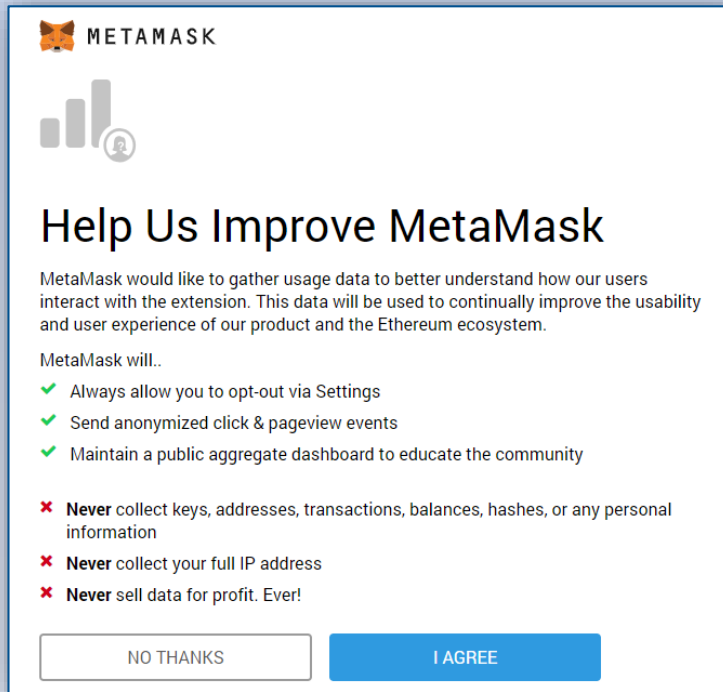 METAMASK
Help Us Improve MetaMask
MetaMask would like to gather usage data to better understand how our users
interact with the extension. This data will be used to continually improve the usability
and user experience of our product and the Ethereum ecosystem.
MetaMask will..
Always allow you to opt-out via Settings
Send anonymized click & pageview events
Maintain a public aggregate dashboard to educate the community
Never collect keys, addresses, transactions, balances, hashes, or any personal
information
Never collect your full IP address
Never sell data for profit. Ever!
NO THANKS
I AGREE